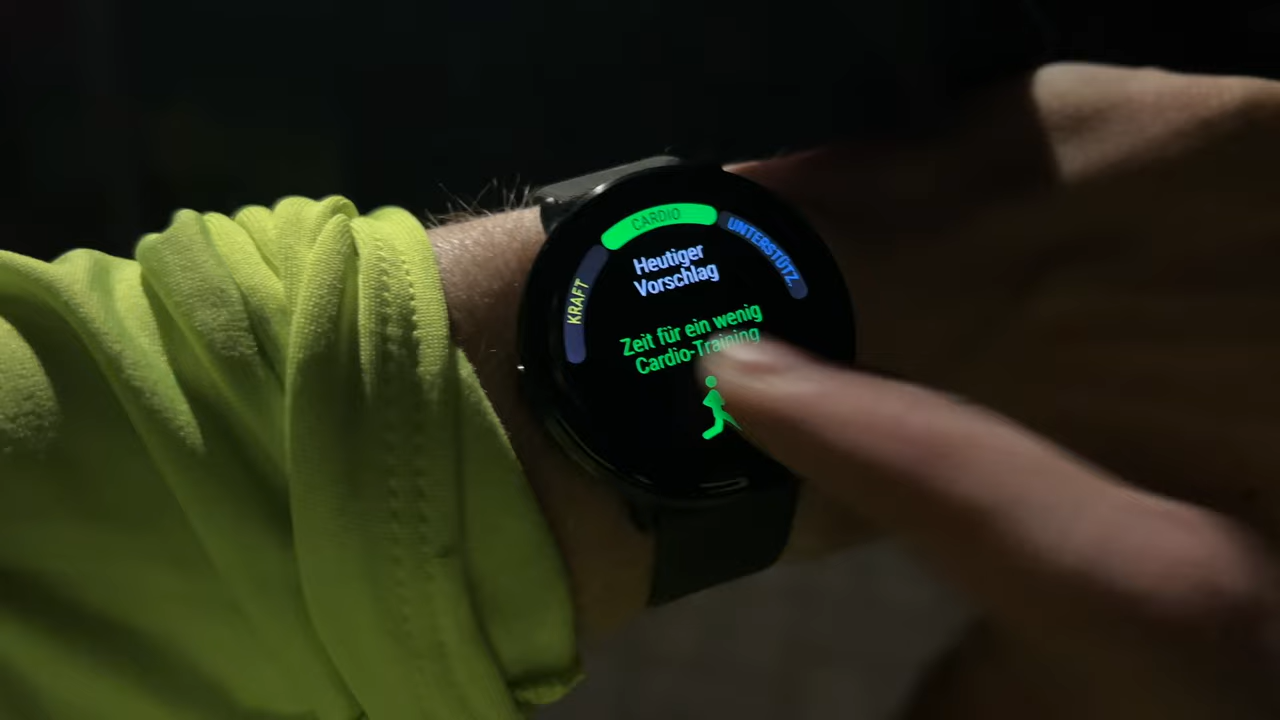 CARDIO
UNTERSTÜTZ.
KRAFT
Heutiger
Vorschlag
Zeit für ein wenig
Cardio-Training